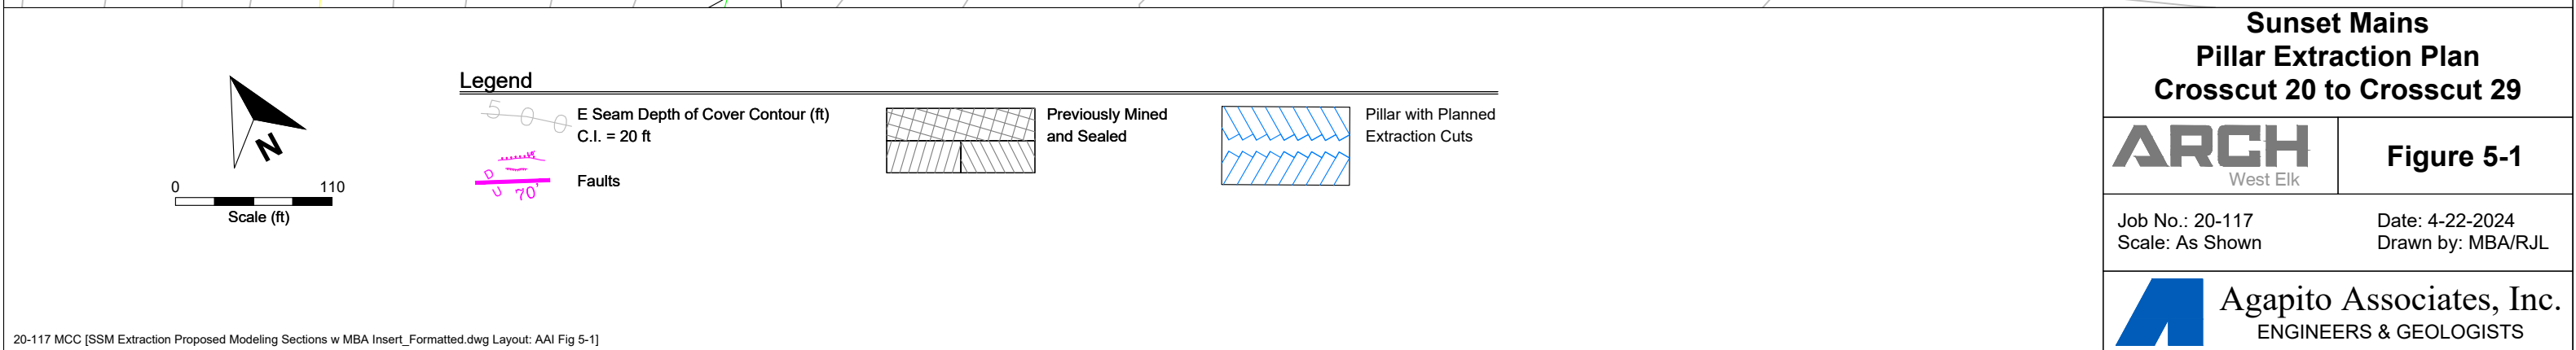 N
0 110
Scale (ft)
Legend
500
E Seam Depth of Cover Contour (ft)
C.I. = 20 ft
D
U 70'
Faults
Previously Mined
and Sealed
Pillar with Planned
Extraction Cuts
20-117 MCC [SSM Extraction Proposed Modeling Sections w MBA Insert_Formatted.dwg Layout: AAI Fig 5-1]
Sunset Mains
Pillar Extraction Plan
Crosscut 20 to Crosscut 29
ARCH
West Elk
Figure 5-1
Job No.: 20-117 Date: 4-22-2024
Scale: As Shown Drawn by: MBA/RJL
Agapito Associates, Inc.
ENGINEERS & GEOLOGISTS